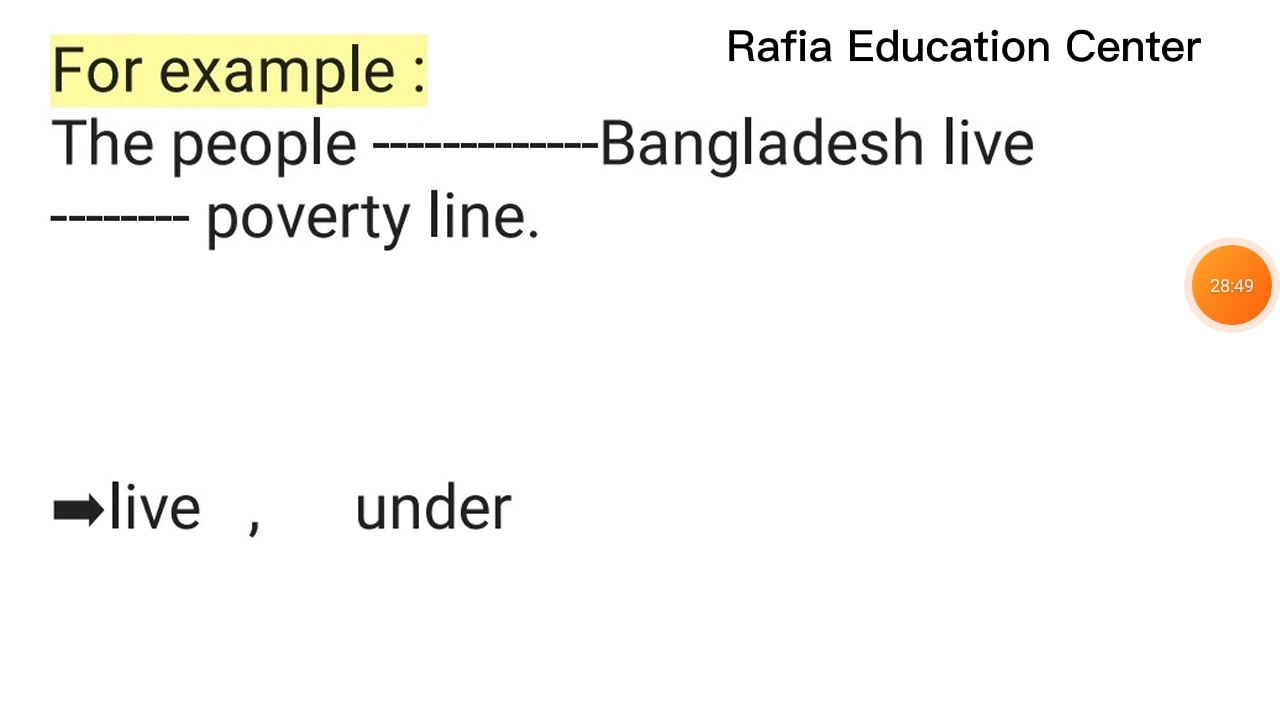 Rafia Education Center
For example :
The people -------------Bangladesh live
-------- poverty line.
28:49
➡live , under